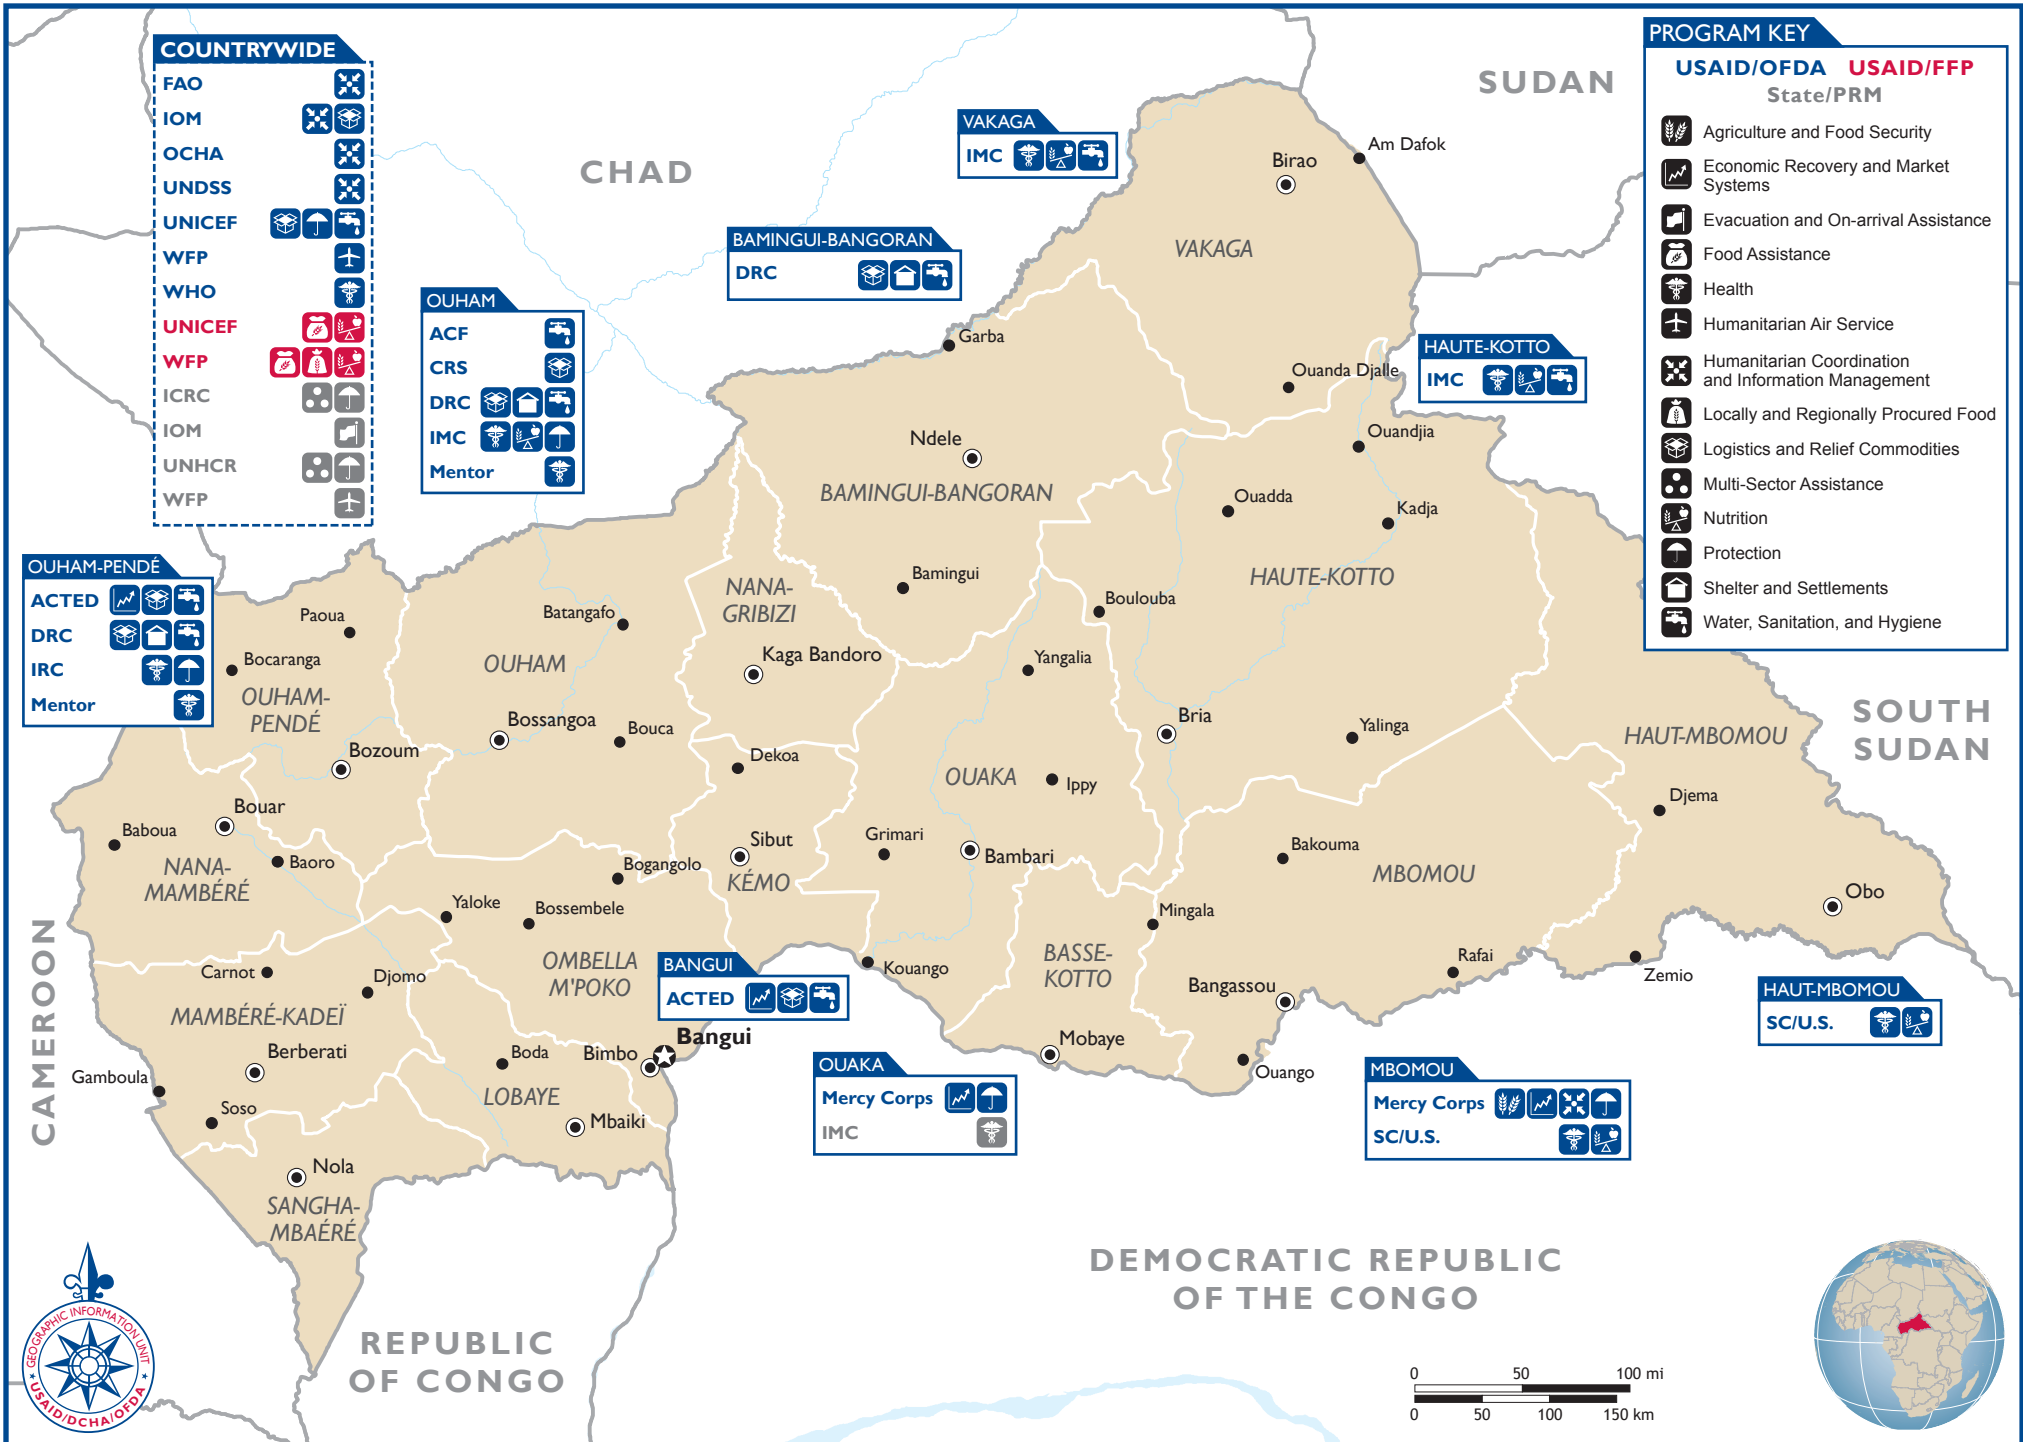 COUNTRYWIDE
FAO
IOM
OCHA
UNDSS
UNICEF
WFP
WHO
UNICEF
WFP
ICRC
IOM
UNHCR
WFP
PROGRAM KEY
USAID/OFDA USAID/FFP
State/PRM
Agriculture and Food Security
Economic Recovery and Market
Systems
Evacuation and On-arrival Assistance
Food Assistance
Health
Humanitarian Air Service
Humanitarian Coordination
and Information Management
Locally and Regionally Procured Food
Logistics and Relief Commodities
Multi-Sector Assistance
Nutrition
Protection
Shelter and Settlements
Water, Sanitation, and Hygiene
VAKAGA
IMC
BAMINGUI-BANGORAN
DRC
OUHAM
ACF
CRS
DRC
IMC
Mentor
HAUTE-KOTTO
IMC
OUHAM-PENDÉ
ACTED
DRC
IRC
Mentor
BANGUI
ACTED
OUAKA
Mercy Corps
IMC
MBOMOU
Mercy Corps
SC/U.S.
HAUT-MBOMOU
SC/U.S.
SUDAN
CHAD
SOUTH
SUDAN
CAMEROON
DEMOCRATIC REPUBLIC
OF THE CONGO
REPUBLIC
OF CONGO
Am Dafok
Birao
VAKAGA
Garba
Ouanda Djalle
Ndele
BAMINGUI-BANGORAN
Ouandjia
Ouadda
Kadja
HAUTE-KOTTO
Bamingui
NANA-
GRIBIZI
Boulouba
Batangafo
Paoua
Bocaranga
OUHAM-
PENDÉ
OUHAM
Kaga Bandoro
Yangalia
Bossangoa
Bouca
Bozoum
Dekoa
Bria
Yalinga
HAUT-MBOMOU
OUAKA
Ippy
Djema
Bouar
Baboua
NANA-
MAMBÉRÉ
Baoro
Sibut
KÉMO
Grimari
Bambari
Bakouma
MBOMOU
Bogangolo
Yaloke
Bossembele
Obo
Mingala
OMBELLA
M'POKO
BASSE-
KOTTO
Rafai
Zemio
Carnot
Djomo
Kouango
Bangassou
MAMBÉRÉ-KADEÏ
Bangui
Bimbo
Mobaye
Ouango
Berberati
Boda
Gamboula
LOBAYE
Soso
Mbaiki
Nola
SANGHA-
MBAÉRÉ
GEOGRAPHIC INFORMATION UNIT
USAID/DCHA/OFDA
0 50 100 mi
0 50 100 150 km